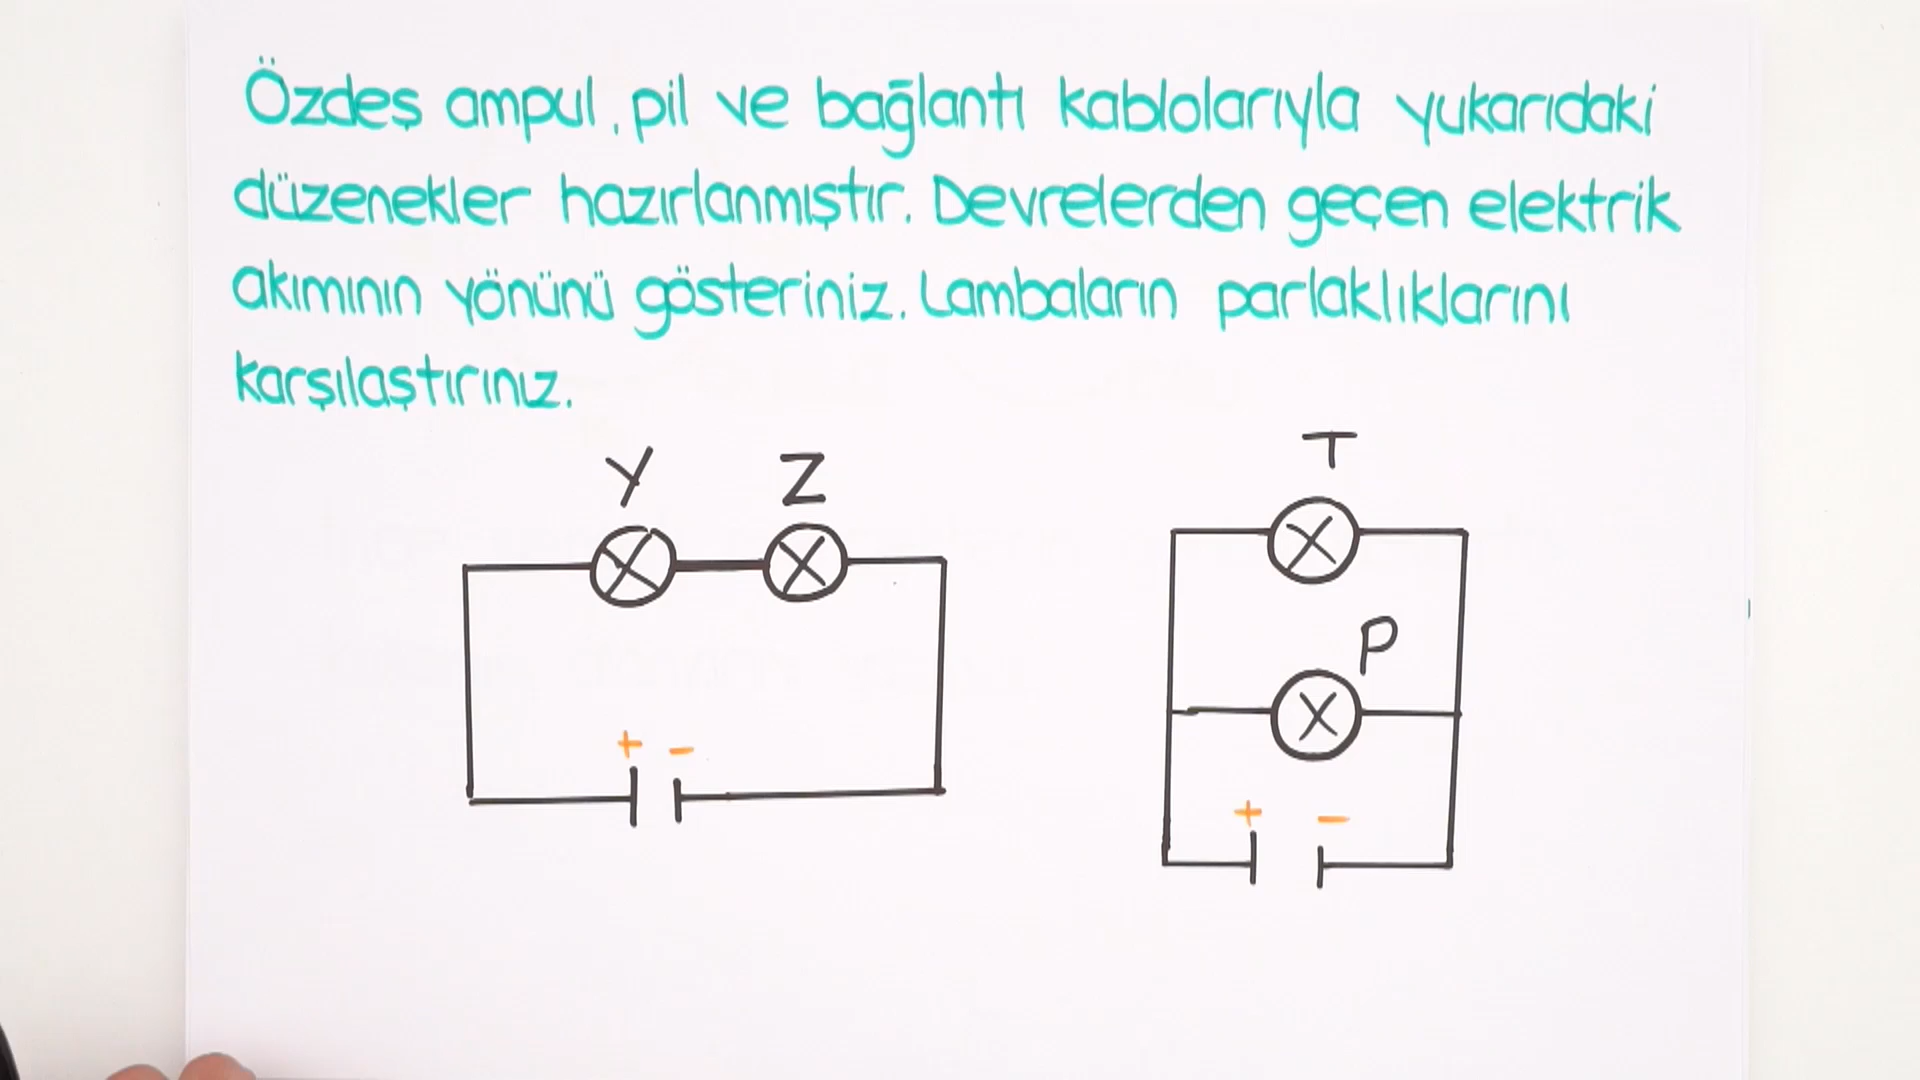 Özdeş ampul, pil ve bağlantı kablolarıyla yukarıdaki
düzenekler hazırlanmıştır. Devrelerden geçen elektrik
akımının yönünü gösteriniz. Lambaların parlaklıklarını
karşılaştırınız.
Y Z
T
P
+ -
+ -